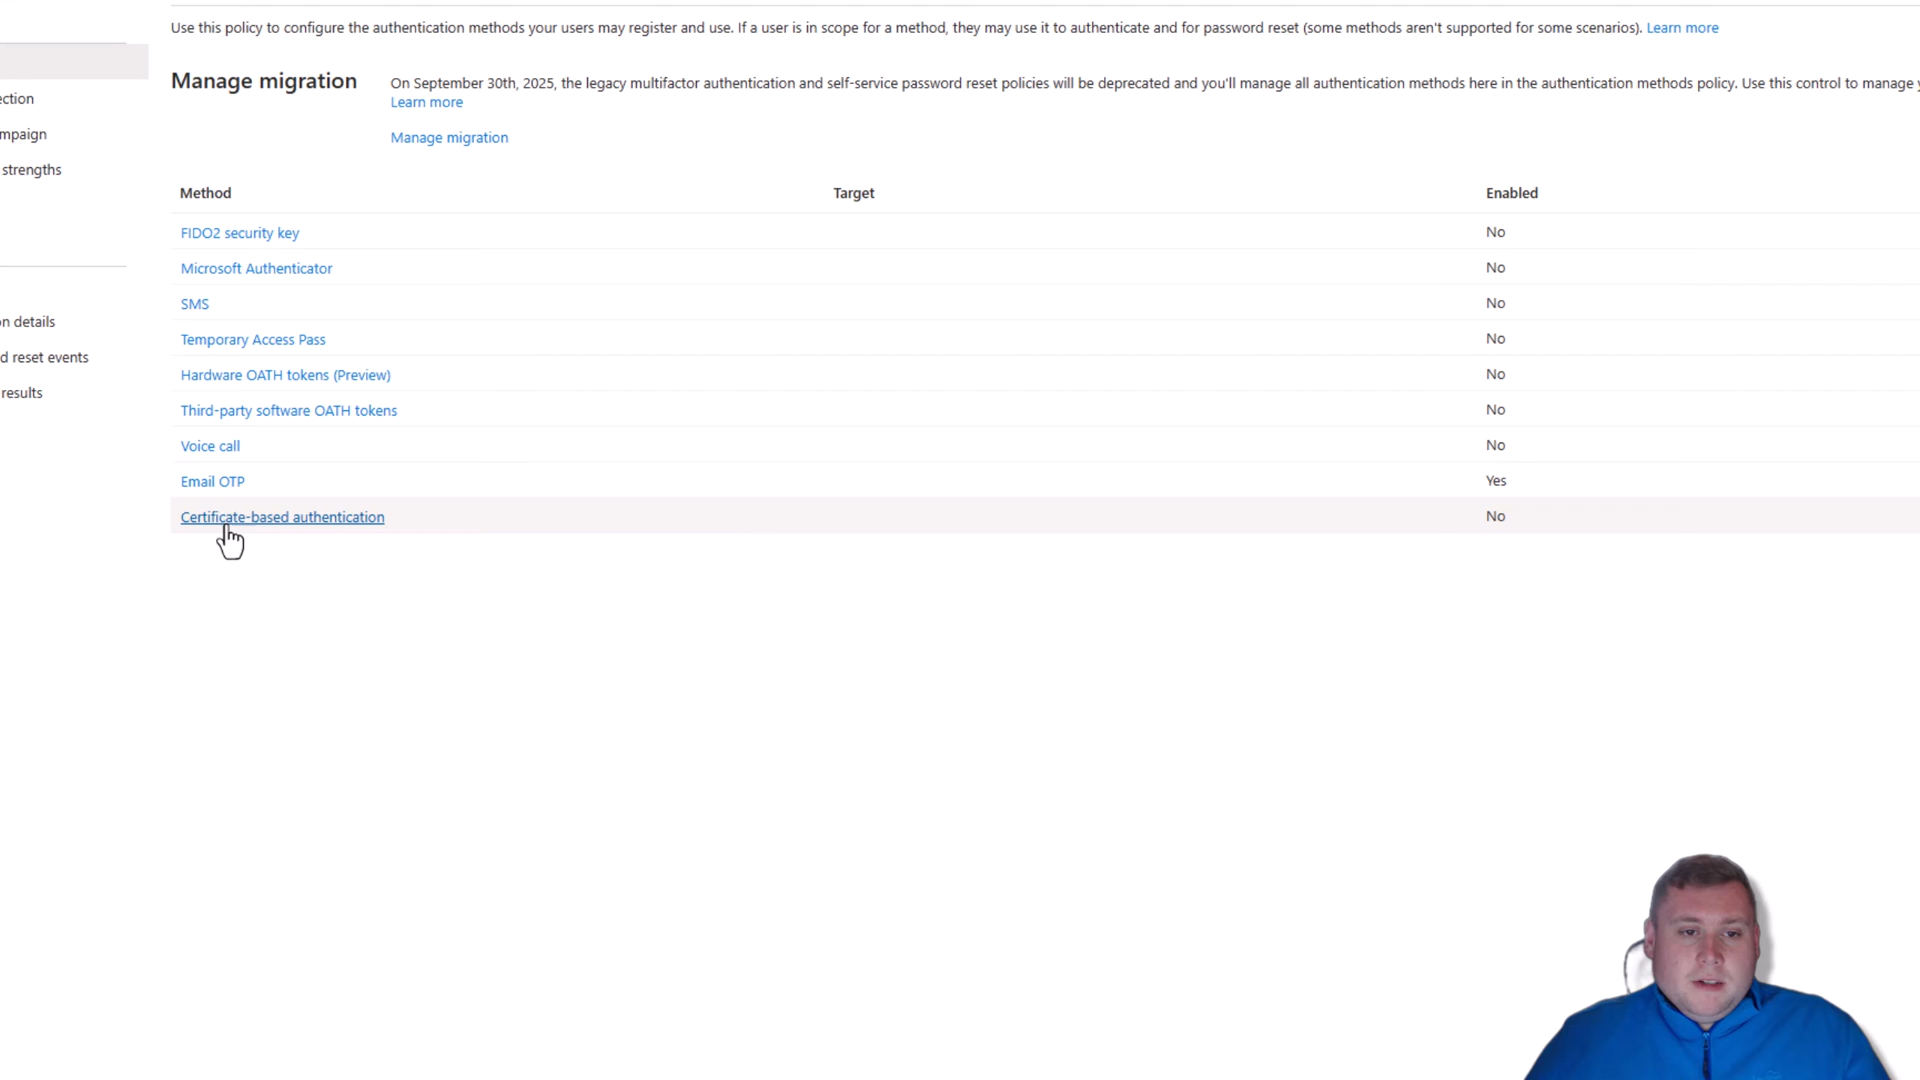 Use this policy to configure the authentication methods your users may register and use. If a user is in scope for a method, they may use it to authenticate and for password reset (some methods aren't supported for some scenarios). Learn more
Manage migration
On September 30th, 2025, the legacy multifactor authentication and self-service password reset policies will be deprecated and you'll manage all authentication methods here in the authentication methods policy. Use this control to manage
Learn more
Manage migration
ection
mpaign
strengths
n details
d reset events
results
Method Target Enabled
FIDO2 security key No
Microsoft Authenticator No
SMS No
Temporary Access Pass No
Hardware OATH tokens (Preview) No
Third-party software OATH tokens No
Voice call No
Email OTP Yes
Certificate-based authentication No